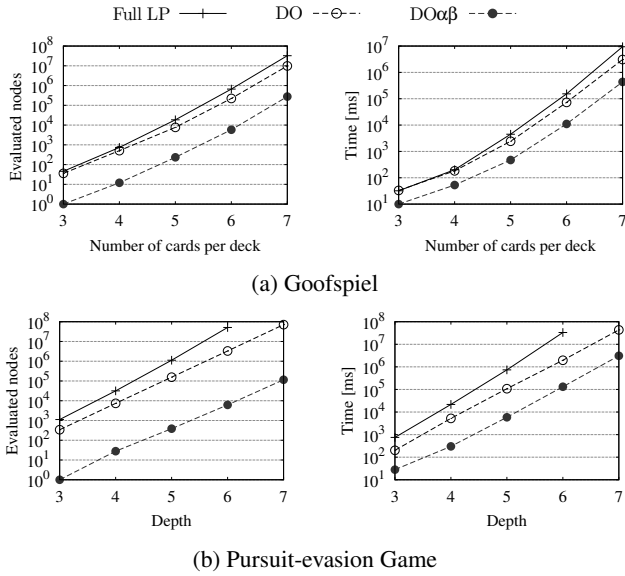 Full LP DO DOαβ
Evaluated nodes
10^8
10^7
10^6
10^5
10^4
10^3
10^2
10^1
10^0
3 4 5 6 7
Number of cards per deck
Time [ms]
10^7
10^6
10^5
10^4
10^3
10^2
10^1
3 4 5 6 7
Number of cards per deck
(a) Goofspiel
Evaluated nodes
10^8
10^7
10^6
10^5
10^4
10^3
10^2
10^1
10^0
3 4 5 6 7
Depth
Time [ms]
10^8
10^7
10^6
10^5
10^4
10^3
10^2
10^1
3 4 5 6 7
Depth
(b) Pursuit-evasion Game